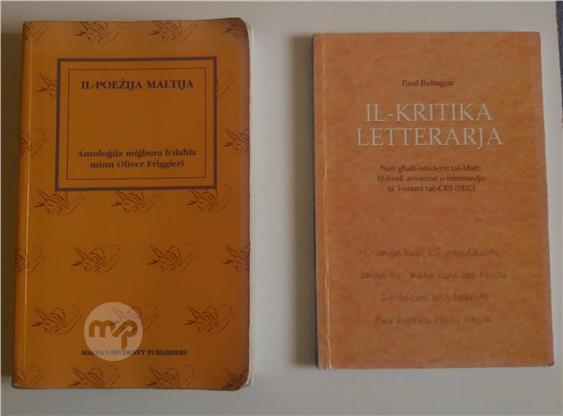 IL-POEŻIJA MALTIJA
Antoloġija miġbura b'daħla
minn Oliver Friggieri
mp
MALTA UNIVERSITY PUBLISHERS
Paul Buhagiar
IL-KRITIKA
LETTERARJA
Noti għall-istudenti tal-Malti
fil-livell avvanzat u intermedju
ta' l-eżami taċ-ĊES (SEC)